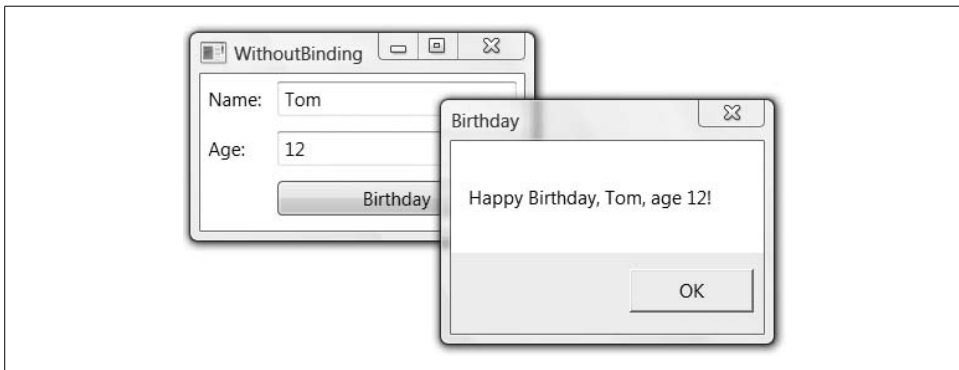 WithoutBinding
Name: Tom
Age: 12
Birthday
Birthday
Happy Birthday, Tom, age 12!
OK